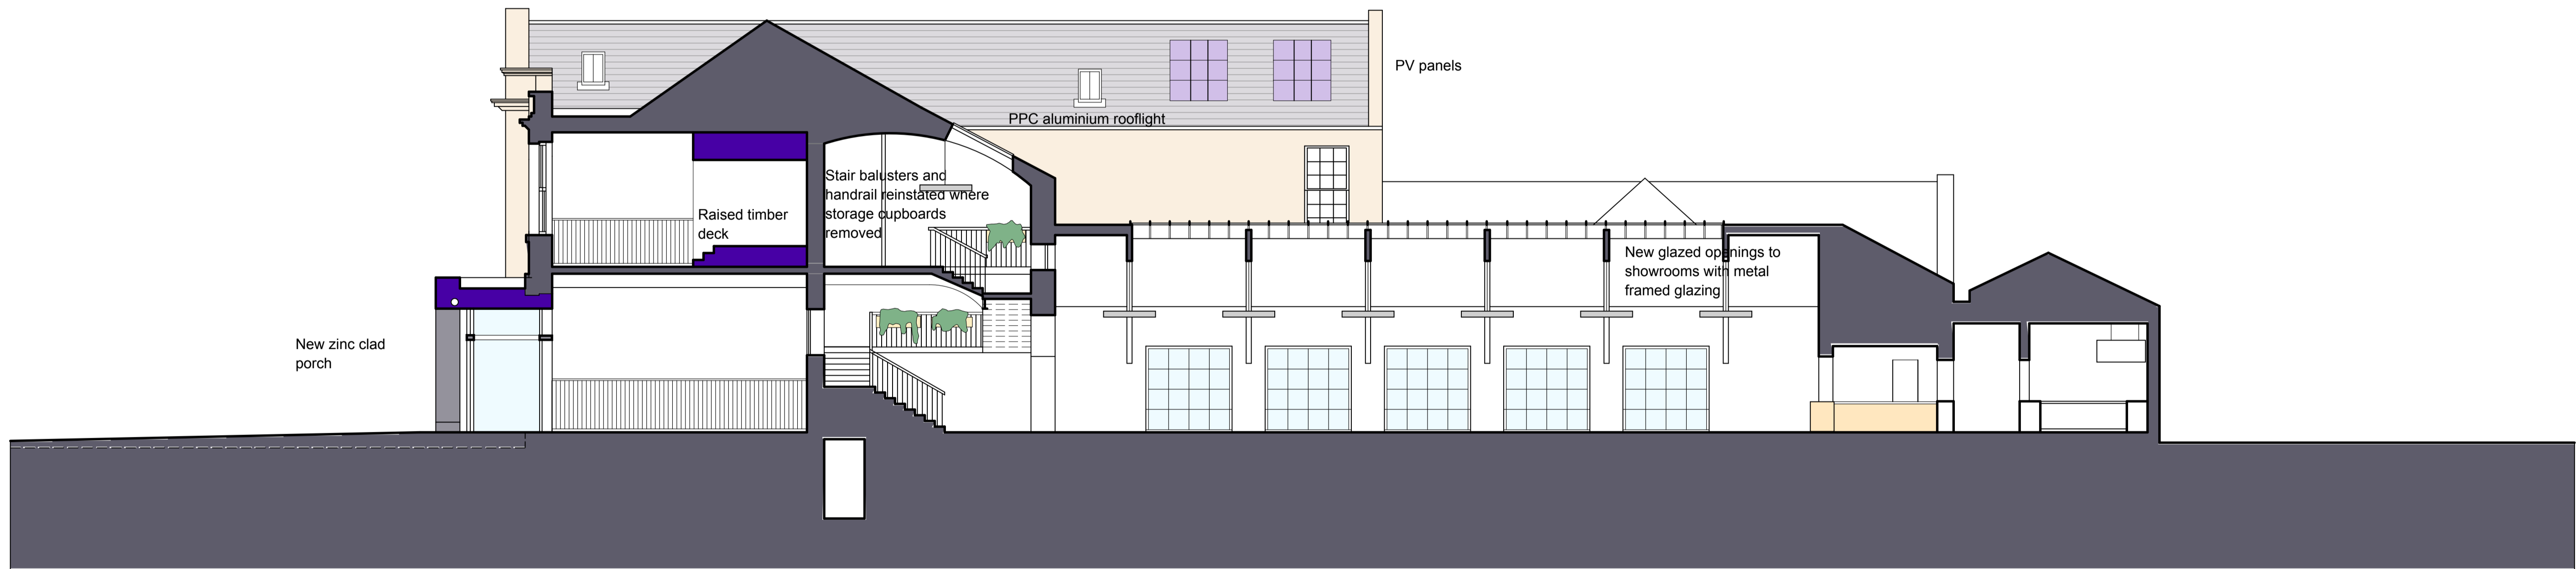 PV panels
PPC aluminium rooflight
Stair balusters and
handrail reinstated where
storage cupboards
removed
Raised timber
deck
New glazed openings to
showrooms with metal
framed glazing
New zinc clad
porch